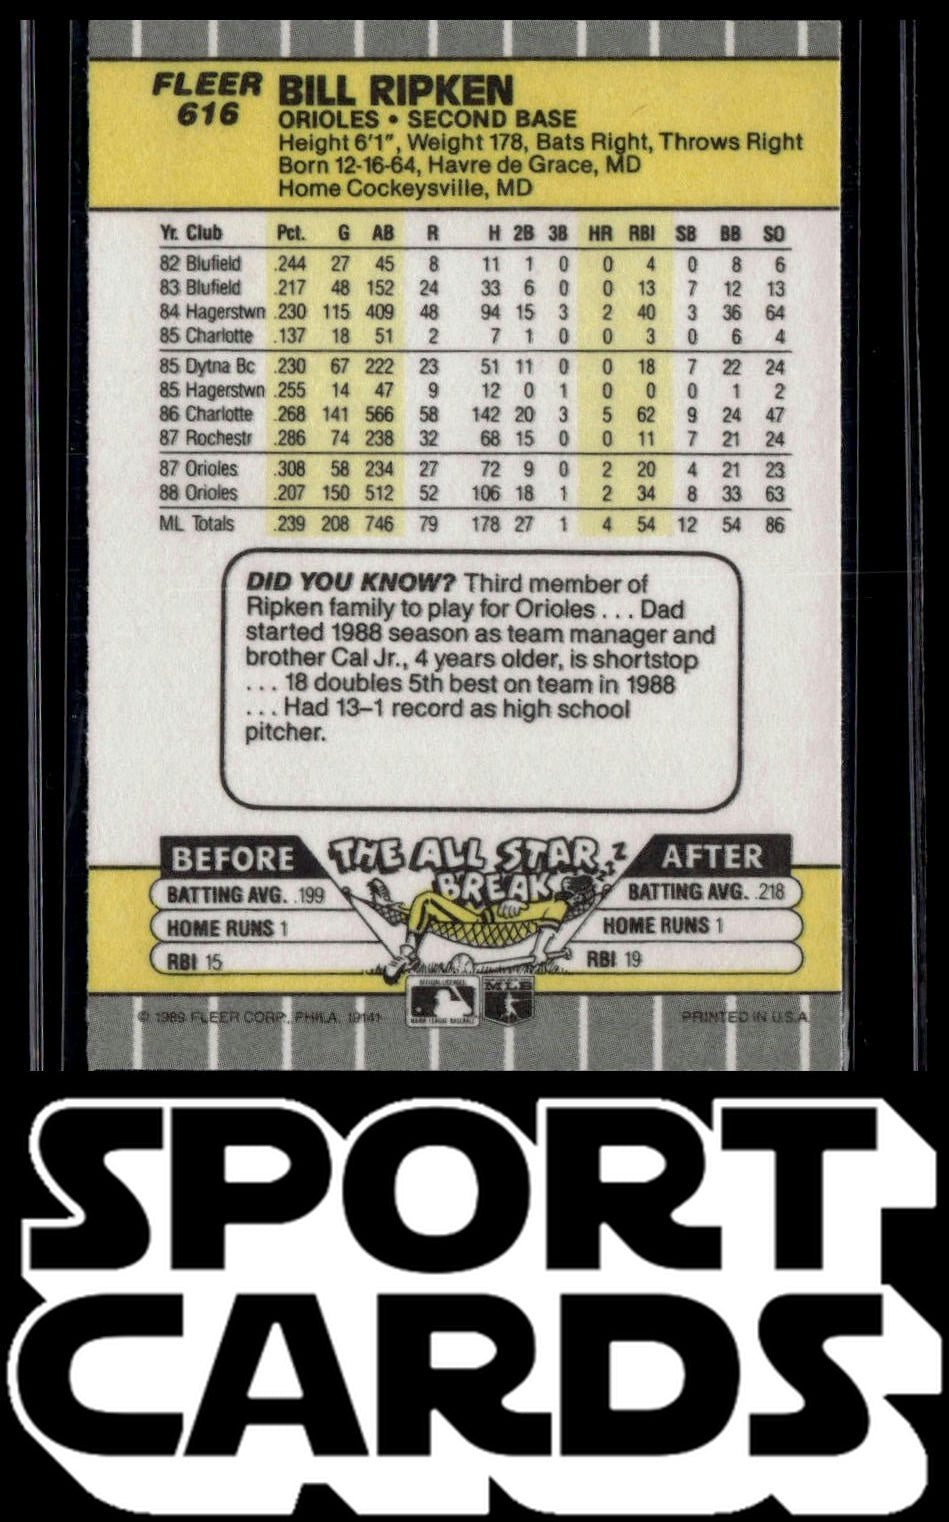 FLEER
616
BILL RIPKEN
ORIOLES • SECOND BASE
Height 6'1", Weight 178, Bats Right, Throws Right
Born 12-16-64, Havre de Grace, MD
Home Cockeysville, MD
Yr. Club Pct. G AB R H 2B 3B HR RBI SB BB SO
82 Blufield .244 27 45 8 11 1 0 0 4 0 8 6
83 Blufield .217 48 152 24 33 6 0 0 13 7 12 13
84 Hagerstwn .230 115 409 48 94 15 3 2 40 3 36 64
85 Charlotte .137 18 51 2 7 1 0 0 3 0 6 4
85 Dytna Bc .230 67 222 23 51 11 0 0 18 7 22 24
85 Hagerstwn .255 14 47 9 12 0 1 0 0 0 1 2
86 Charlotte .268 141 566 58 142 20 3 5 62 9 24 47
87 Rochestr .286 74 238 32 68 15 0 0 11 7 21 24
87 Orioles .308 58 234 27 72 9 0 2 20 4 21 23
88 Orioles .207 150 512 52 106 18 1 2 34 8 33 63
ML Totals .239 208 746 79 178 27 1 4 54 12 54 86
DID YOU KNOW? Third member of
Ripken family to play for Orioles . . . Dad
started 1988 season as team manager and
brother Cal Jr., 4 years older, is shortstop
. . . 18 doubles 5th best on team in 1988
. . . Had 13–1 record as high school
pitcher.
THE ALL STAR
BREAK
Z Z Z Z
BEFORE
BATTING AVG. .199
HOME RUNS 1
RBI 15
AFTER
BATTING AVG. .218
HOME RUNS 1
RBI 19
OFFICIAL LICENSEE
MAJOR LEAGUE BASEBALL
MLB
© 1989 FLEER CORP., PHILA. 19141
PRINTED IN U.S.A.
SPORT
CARDS